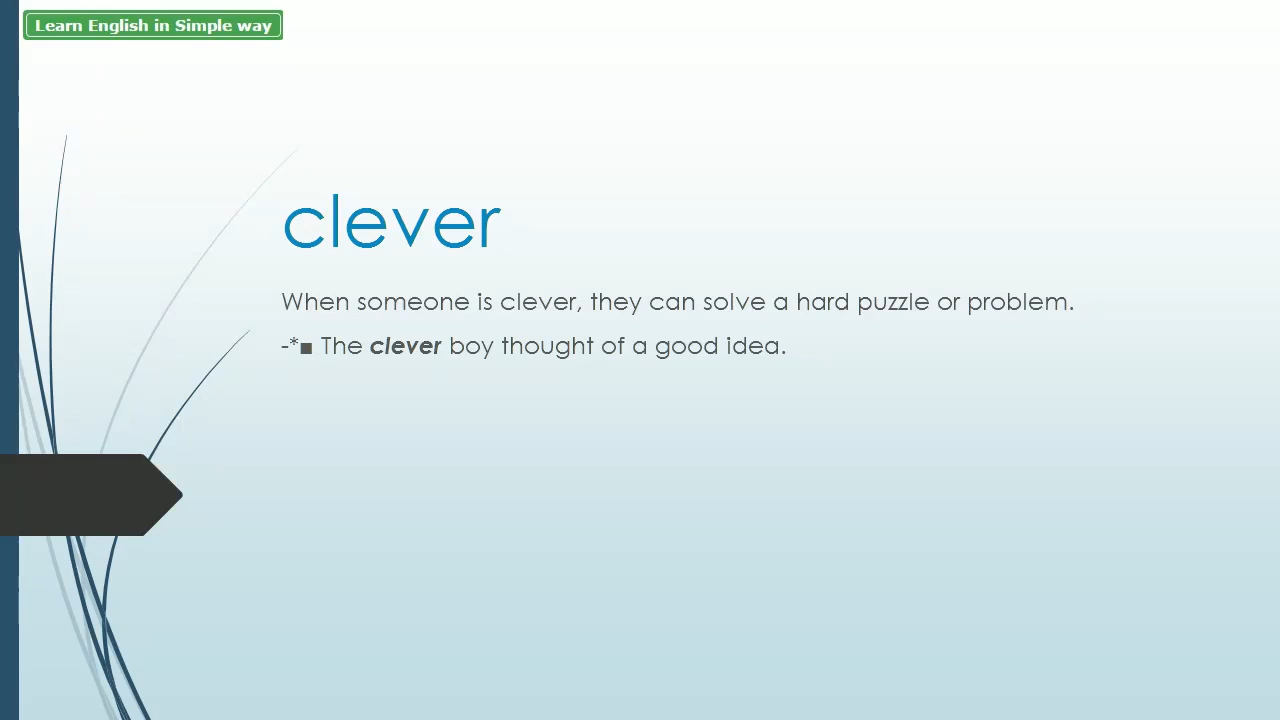 Learn English in Simple way
clever
When someone is clever, they can solve a hard puzzle or problem.
-*■ The clever boy thought of a good idea.